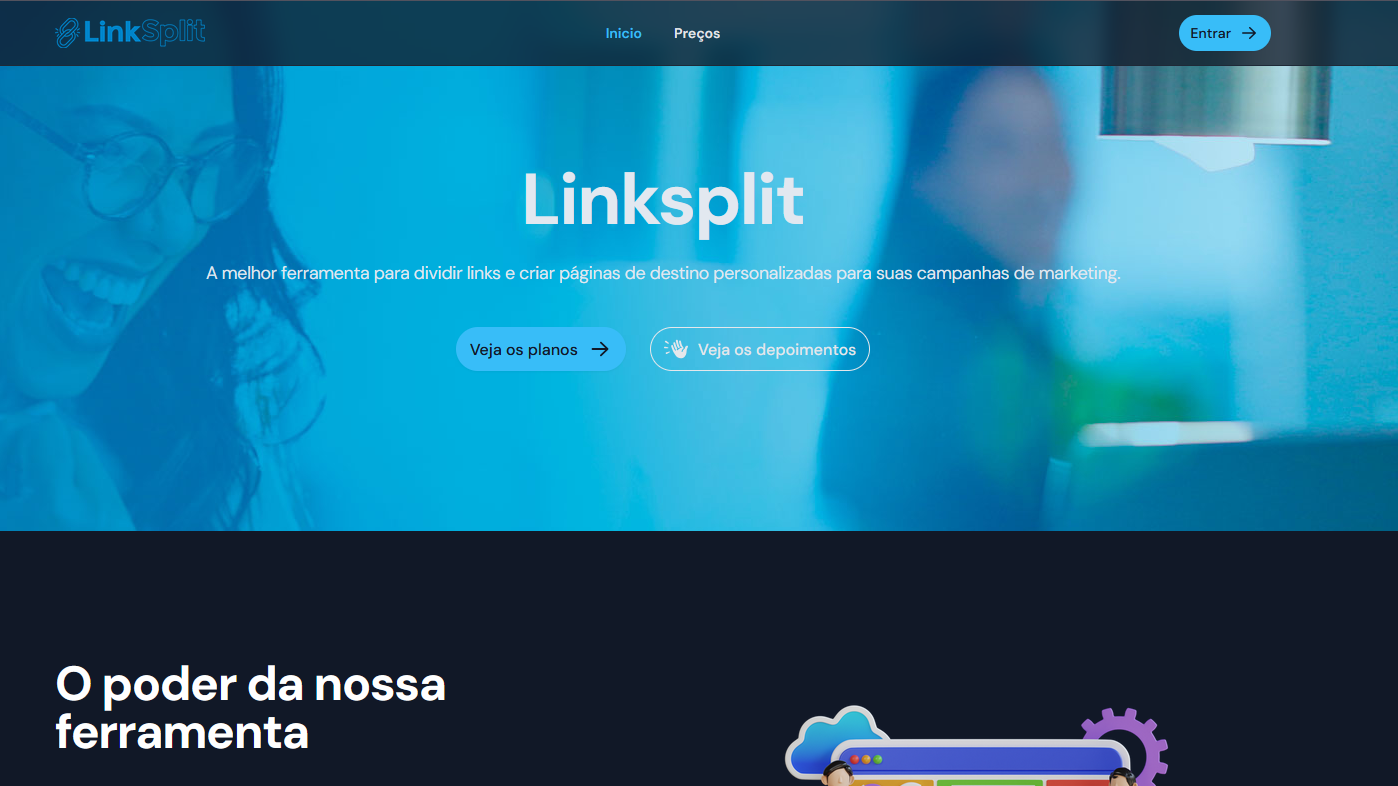 LinkSplit
Inicio
Preços
Entrar
Linksplit
A melhor ferramenta para dividir links e criar páginas de destino personalizadas para suas campanhas de marketing.
Veja os planos
Veja os depoimentos
O poder da nossa
ferramenta